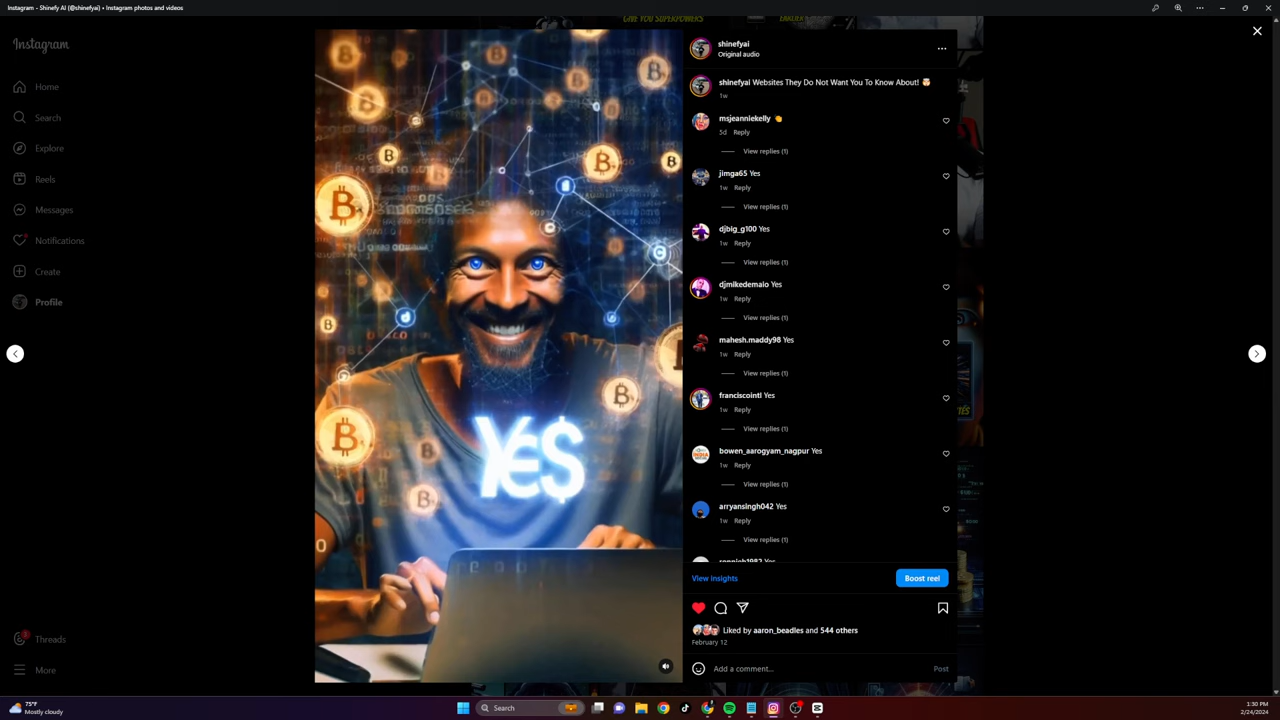 Instagram - Shinefy AI (@shinefyai) • Instagram photos and videos
GIVE YOU SUPERPOWERS
Instagram
Home
Search
Explore
Reels
Messages
Notifications
Create
Profile
Threads
More
YE$
shinefyai
Original audio
shinefyai Websites They Do Not Want You To Know About! 🤯
1w
msjeanniekelly 👏
5d Reply
View replies (1)
jimga65 Yes
1w Reply
View replies (1)
djbig_g100 Yes
1w Reply
View replies (1)
djmikedemaio Yes
1w Reply
View replies (1)
mahesh.maddy98 Yes
1w Reply
View replies (1)
franciscointl Yes
1w Reply
View replies (1)
bowen_aarogyam_nagpur Yes
1w Reply
View replies (1)
arryansingh042 Yes
1w Reply
View replies (1)
View insights
Boost reel
Liked by aaron_beadles and 544 others
February 12
Add a comment...
Post
75°F
Mostly cloudy
Search
1:30 PM
2/24/2024